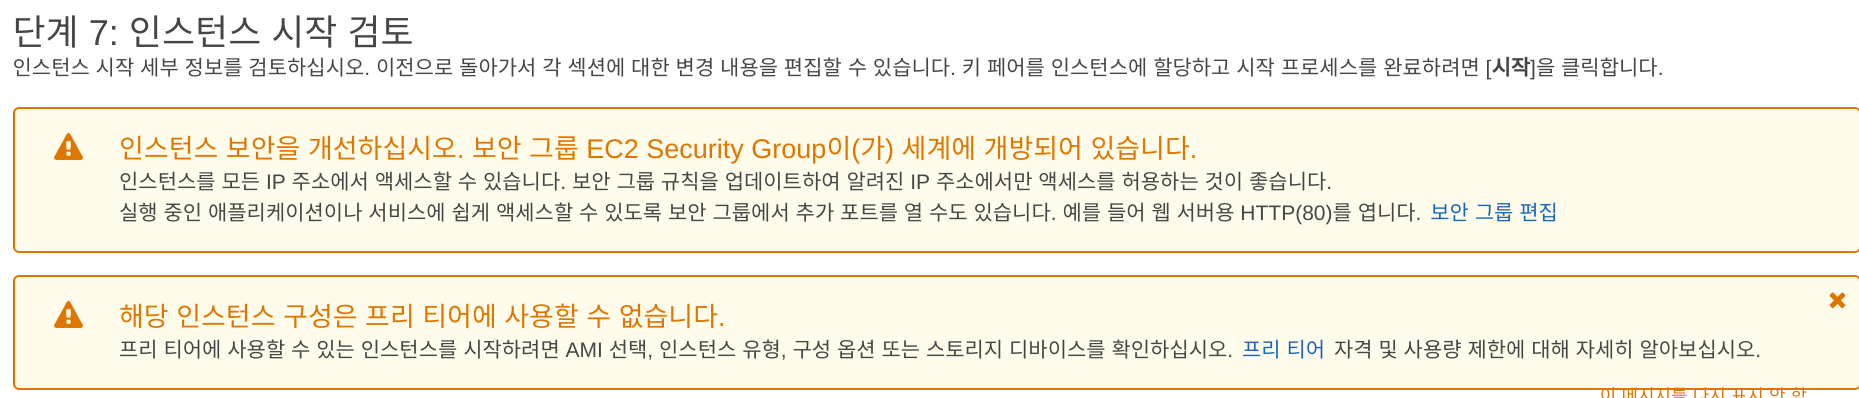 단계 7: 인스턴스 시작 검토
인스턴스 시작 세부 정보를 검토하십시오. 이전으로 돌아가서 각 섹션에 대한 변경 내용을 편집할 수 있습니다. 키 페어를 인스턴스에 할당하고 시작 프로세스를 완료하려면 [시작]을 클릭합니다.
인스턴스 보안을 개선하십시오. 보안 그룹 EC2 Security Group이(가) 세계에 개방되어 있습니다.
인스턴스를 모든 IP 주소에서 액세스할 수 있습니다. 보안 그룹 규칙을 업데이트하여 알려진 IP 주소에서만 액세스를 허용하는 것이 좋습니다.
실행 중인 애플리케이션이나 서비스에 쉽게 액세스할 수 있도록 보안 그룹에서 추가 포트를 열 수도 있습니다. 예를 들어 웹 서버용 HTTP(80)를 엽니다. 보안 그룹 편집
해당 인스턴스 구성은 프리 티어에 사용할 수 없습니다.
프리 티어에 사용할 수 있는 인스턴스를 시작하려면 AMI 선택, 인스턴스 유형, 구성 옵션 또는 스토리지 디바이스를 확인하십시오. 프리 티어 자격 및 사용량 제한에 대해 자세히 알아보십시오.
이 메시지를 다시 표시 안 함